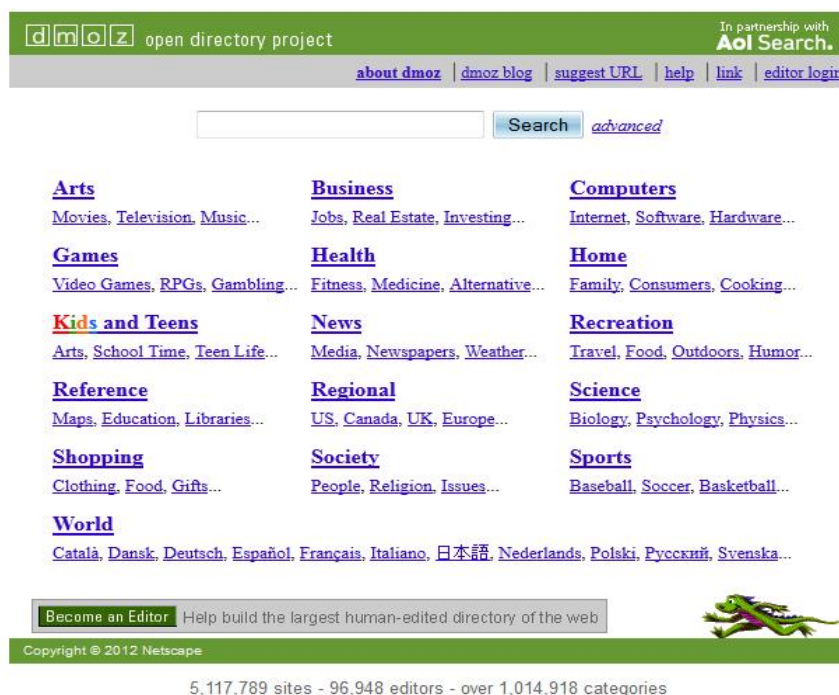 dmoz open directory project
In partnership with
Aol Search.
about dmoz | dmoz blog | suggest URL | help | link | editor login
Search advanced
Arts Business Computers
Movies, Television, Music... Jobs, Real Estate, Investing... Internet, Software, Hardware...
Games Health Home
Video Games, RPGs, Gambling... Fitness, Medicine, Alternative... Family, Consumers, Cooking...
Kids and Teens News Recreation
Arts, School Time, Teen Life... Media, Newspapers, Weather... Travel, Food, Outdoors, Humor...
Reference Regional Science
Maps, Education, Libraries... US, Canada, UK, Europe... Biology, Psychology, Physics...
Shopping Society Sports
Clothing, Food, Gifts... People, Religion, Issues... Baseball, Soccer, Basketball...
World
Català, Dansk, Deutsch, Español, Français, Italiano, 日本語, Nederlands, Polski, Русский, Svenska...
Become an Editor Help build the largest human-edited directory of the web
Copyright © 2012 Netscape
5,117,789 sites - 96,948 editors - over 1,014,918 categories